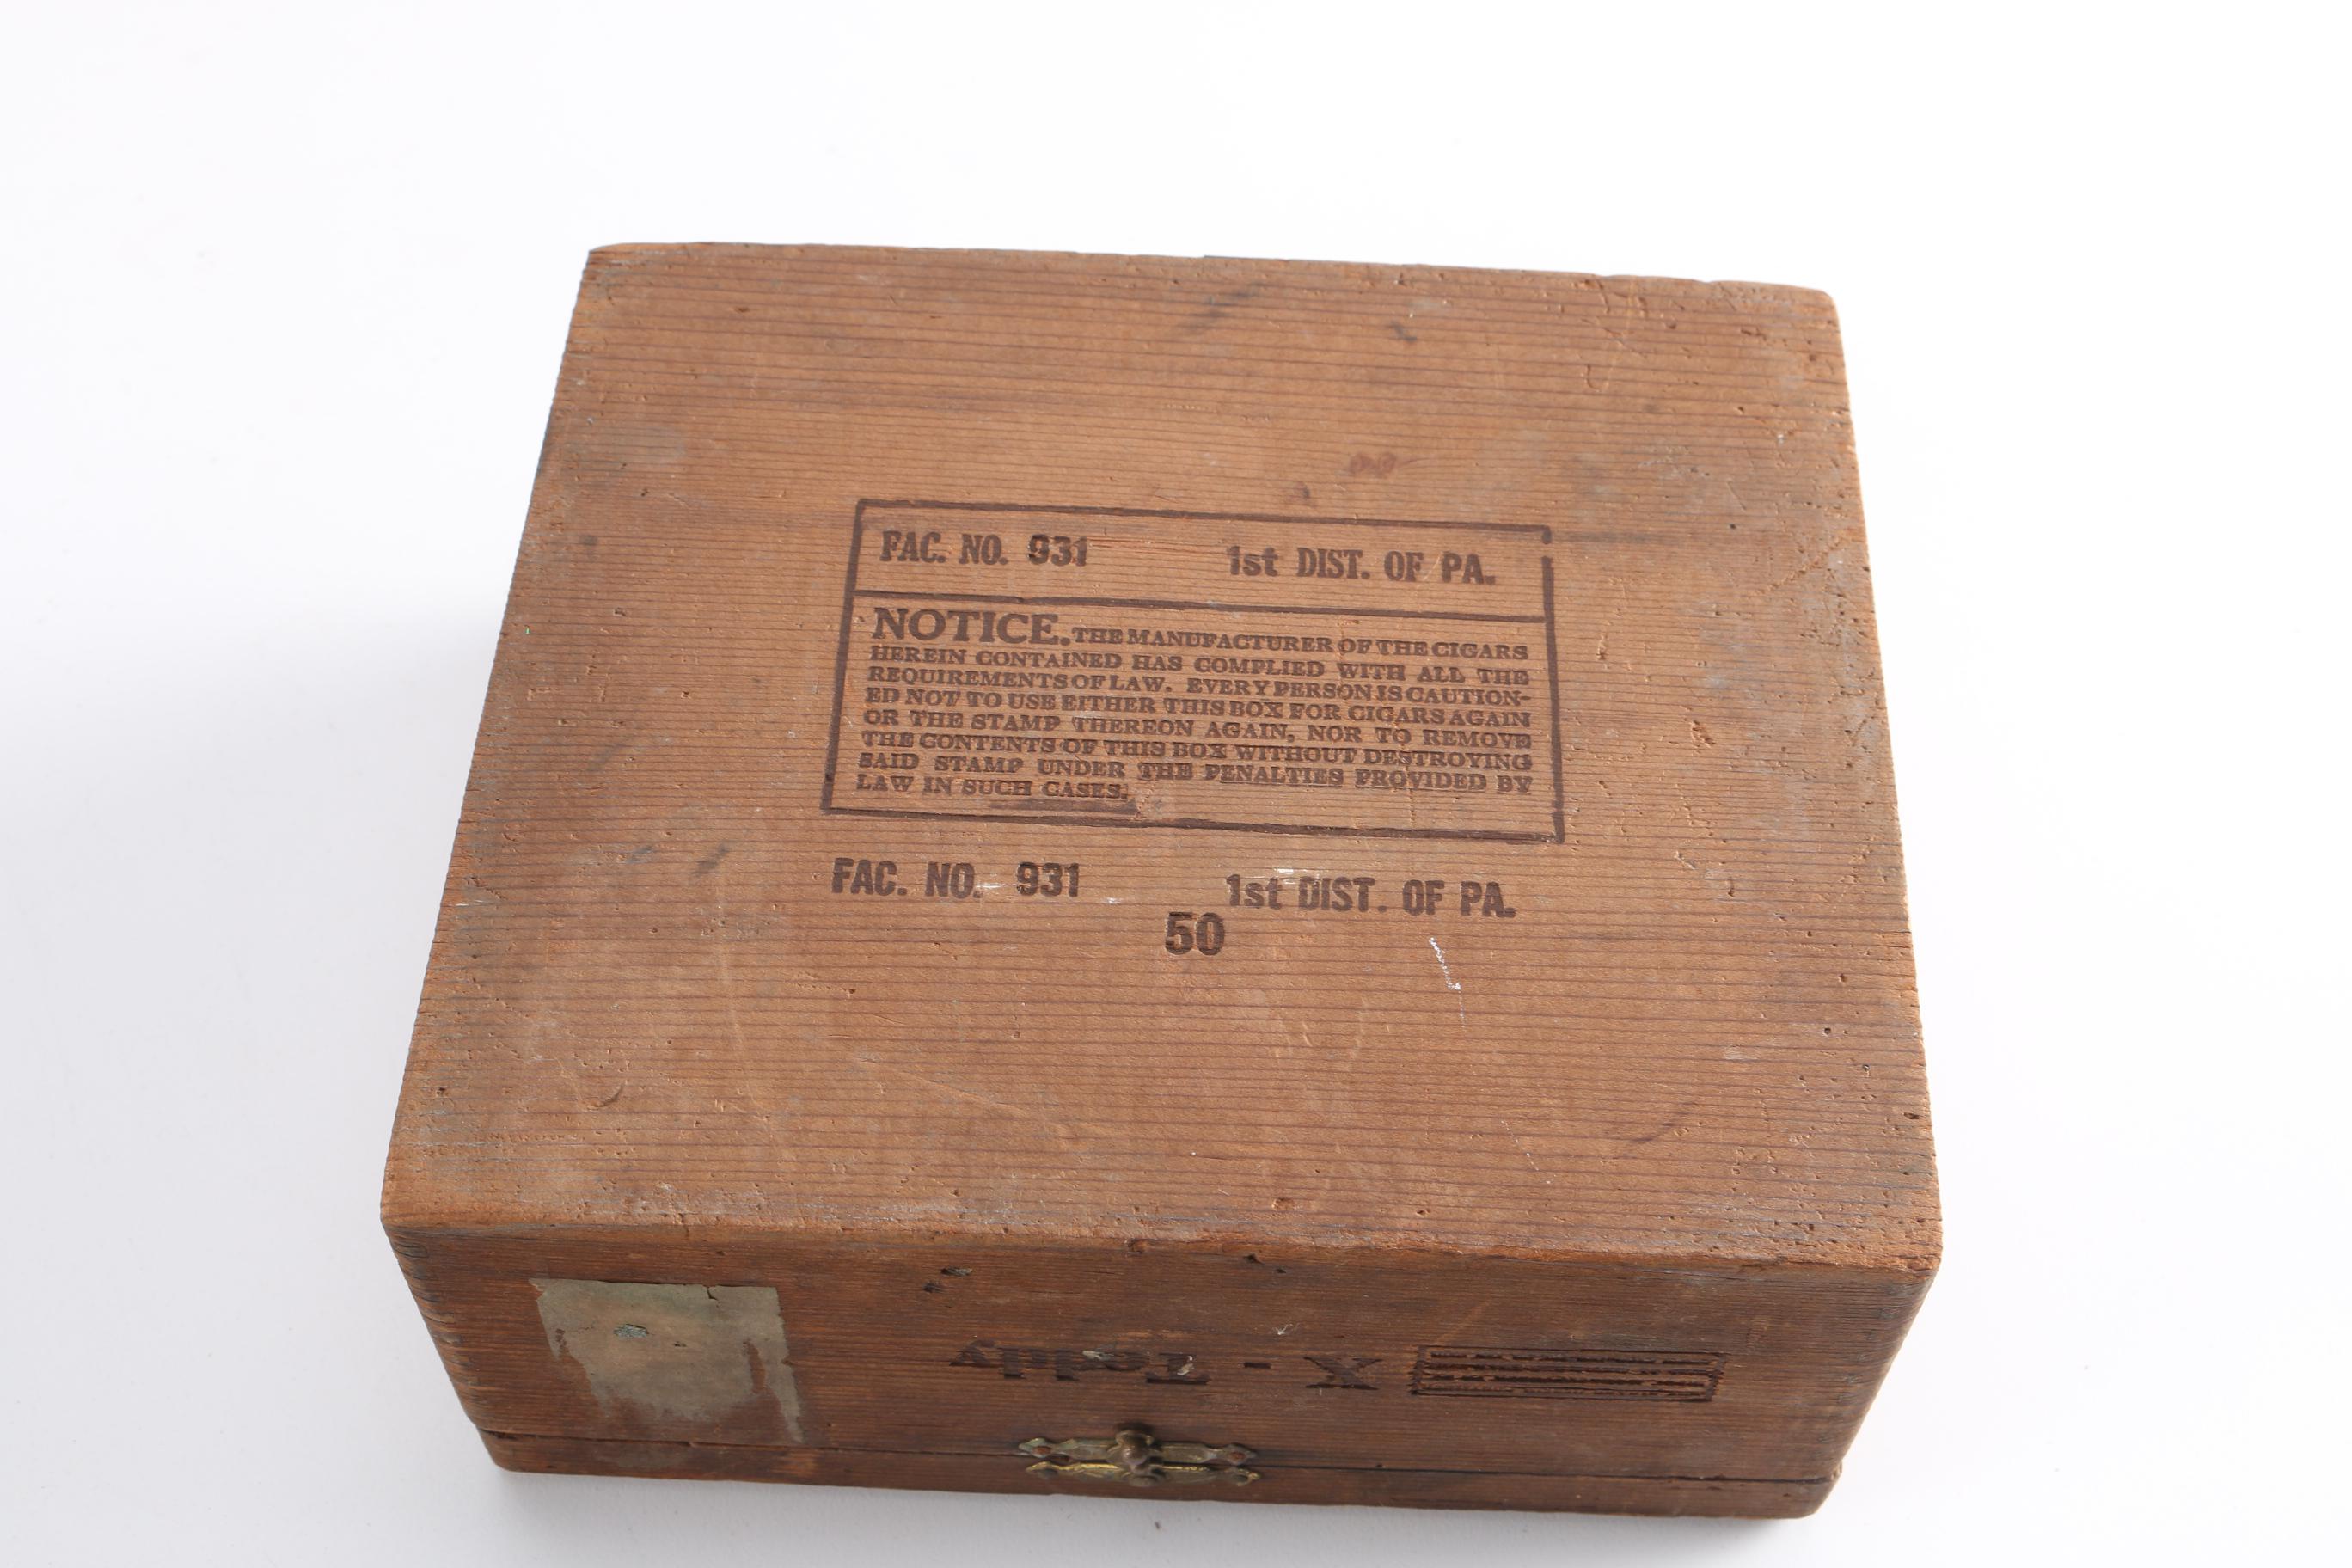 FAC. NO. 931 1st DIST. OF PA.
NOTICE. THE MANUFACTURER OF THE CIGARS
HEREIN CONTAINED HAS COMPLIED WITH ALL THE
REQUIREMENTS OF LAW. EVERY PERSON IS CAUTION-
ED NOT TO USE EITHER THIS BOX FOR CIGARS AGAIN
OR THE STAMP THEREON AGAIN, NOR TO REMOVE
THE CONTENTS OF THIS BOX WITHOUT DESTROYING
SAID STAMP UNDER THE PENALTIES PROVIDED BY
LAW IN SUCH CASES.
FAC. NO. 931 1st DIST. OF PA.
50
X - Teddy